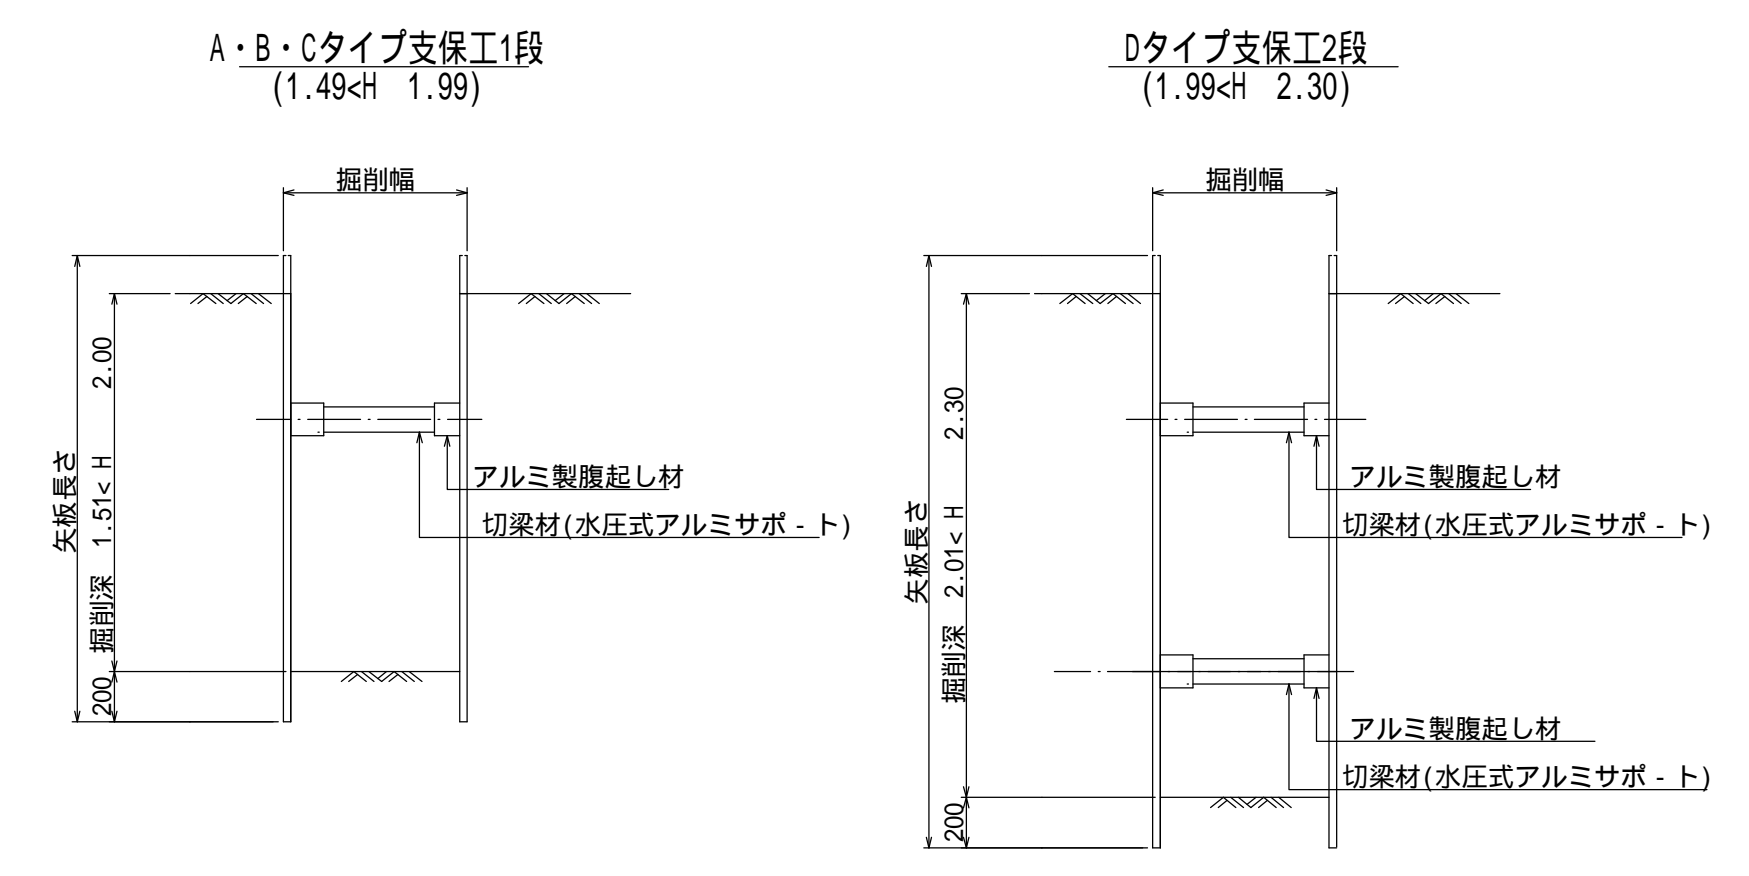 A・B・Cタイプ支保工1段
(1.49<H 1.99)
掘削幅
矢板長さ
掘削深 1.51< H 2.00
200
アルミ製腹起し材
切梁材(水圧式アルミサポ - ト)
Dタイプ支保工2段
(1.99<H 2.30)
掘削幅
矢板長さ
掘削深 2.01< H 2.30
200
アルミ製腹起し材
切梁材(水圧式アルミサポ - ト)
アルミ製腹起し材
切梁材(水圧式アルミサポ - ト)